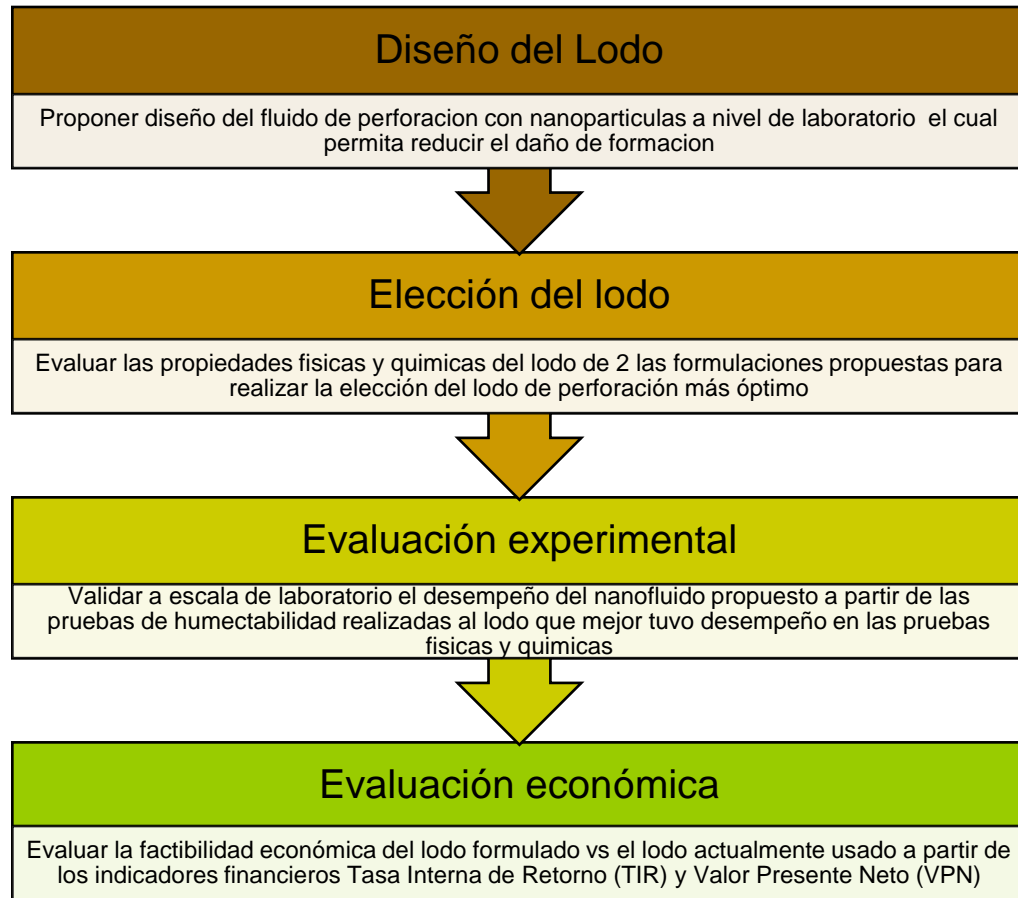 Diseño del Lodo
Proponer diseño del fluido de perforacion con nanoparticulas a nivel de laboratorio el cual
permita reducir el daño de formacion
Elección del lodo
Evaluar las propiedades fisicas y quimicas del lodo de 2 las formulaciones propuestas para
realizar la elección del lodo de perforación más óptimo
Evaluación experimental
Validar a escala de laboratorio el desempeño del nanofluido propuesto a partir de las
pruebas de humectabilidad realizadas al lodo que mejor tuvo desempeño en las pruebas
fisicas y quimicas
Evaluación económica
Evaluar la factibilidad económica del lodo formulado vs el lodo actualmente usado a partir de
los indicadores financieros Tasa Interna de Retorno (TIR) y Valor Presente Neto (VPN)